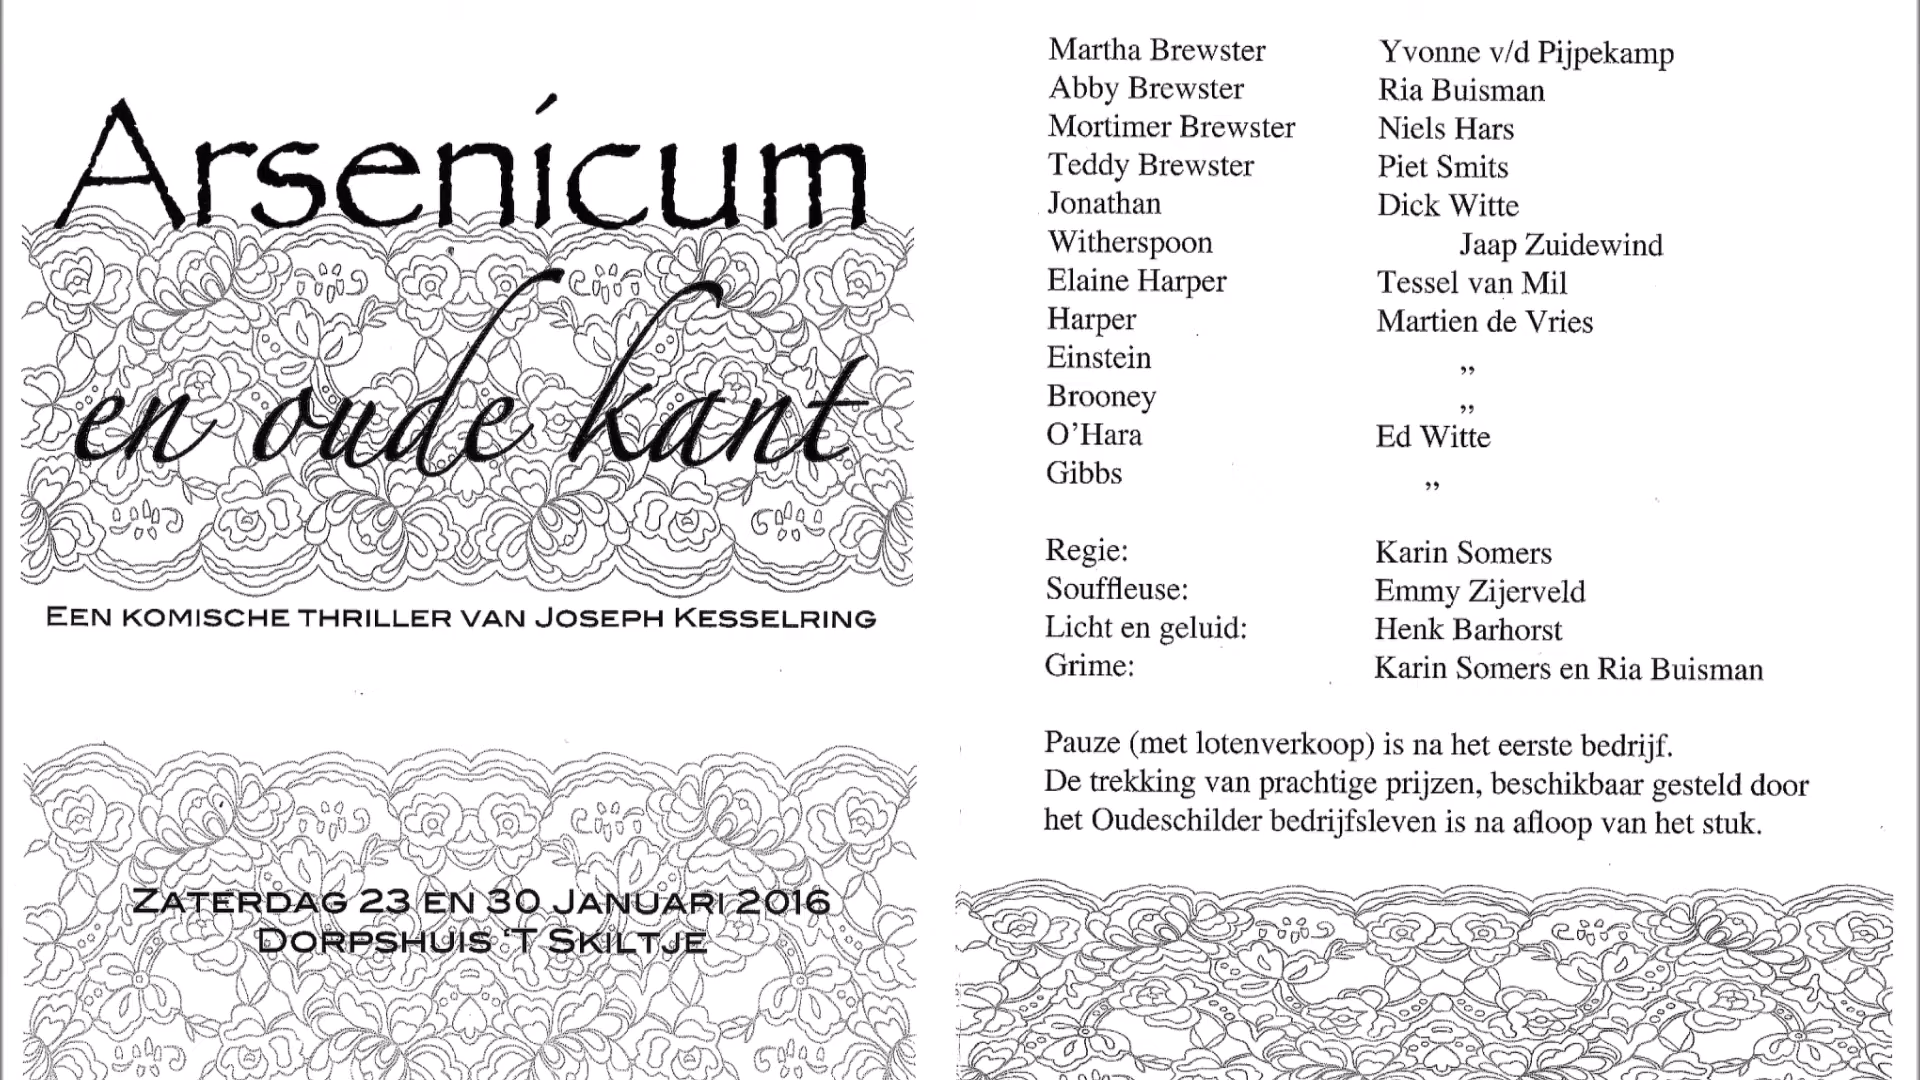 Arsenicum
en oude kant
EEN KOMISCHE THRILLER VAN JOSEPH KESSELRING
ZATERDAG 23 EN 30 JANUARI 2016
DORPSHUIS 'T SKILTJE
Martha Brewster Yvonne v/d Pijpekamp
Abby Brewster Ria Buisman
Mortimer Brewster Niels Hars
Teddy Brewster Piet Smits
Jonathan Dick Witte
Witherspoon Jaap Zuidewind
Elaine Harper Tessel van Mil
Harper Martien de Vries
Einstein ”
Brooney ”
O’Hara Ed Witte
Gibbs ”
Regie: Karin Somers
Souffleuse: Emmy Zijerveld
Licht en geluid: Henk Barhorst
Grime: Karin Somers en Ria Buisman
Pauze (met lotenverkoop) is na het eerste bedrijf.
De trekking van prachtige prijzen, beschikbaar gesteld door
het Oudeschilder bedrijfsleven is na afloop van het stuk.